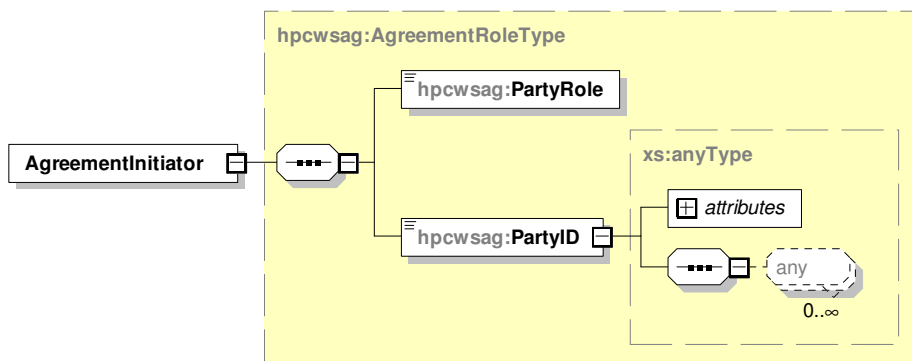 hpcwsag:AgreementRoleType
hpcwsag:PartyRole
xs:anyType
AgreementInitiator
attributes
hpcwsag:PartyID
any
0..∞